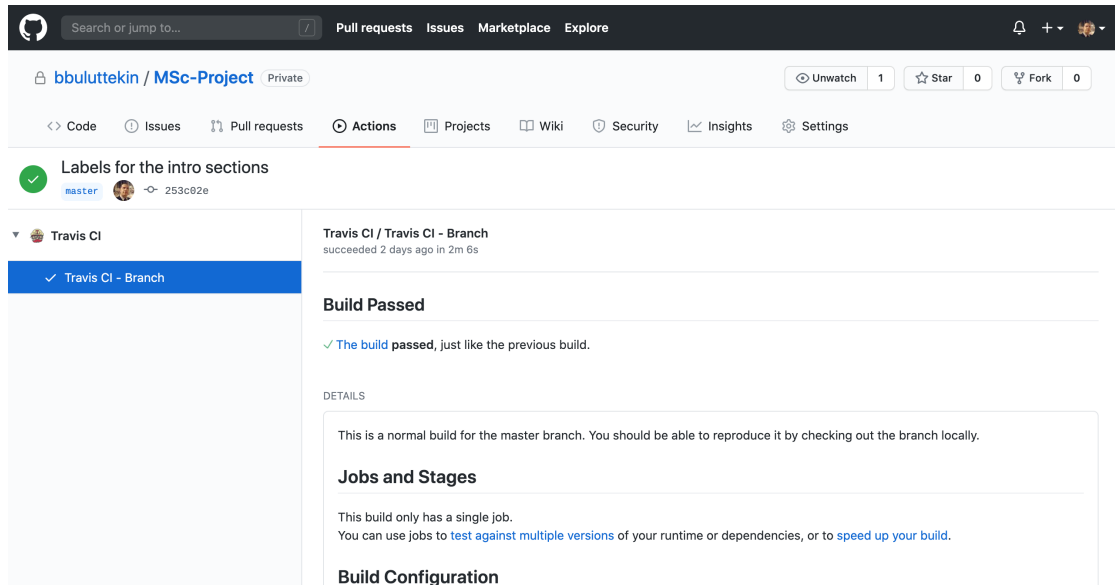 Search or jump to... / Pull requests Issues Marketplace Explore
bbuluttekin / MSc-Project Private Unwatch 1 Star 0 Fork 0
Code Issues Pull requests Actions Projects Wiki Security Insights Settings
Labels for the intro sections
master 253c02e
Travis CI
Travis CI - Branch
Travis CI / Travis CI - Branch
succeeded 2 days ago in 2m 6s
Build Passed
The build passed, just like the previous build.
DETAILS
This is a normal build for the master branch. You should be able to reproduce it by checking out the branch locally.
Jobs and Stages
This build only has a single job.
You can use jobs to test against multiple versions of your runtime or dependencies, or to speed up your build.
Build Configuration